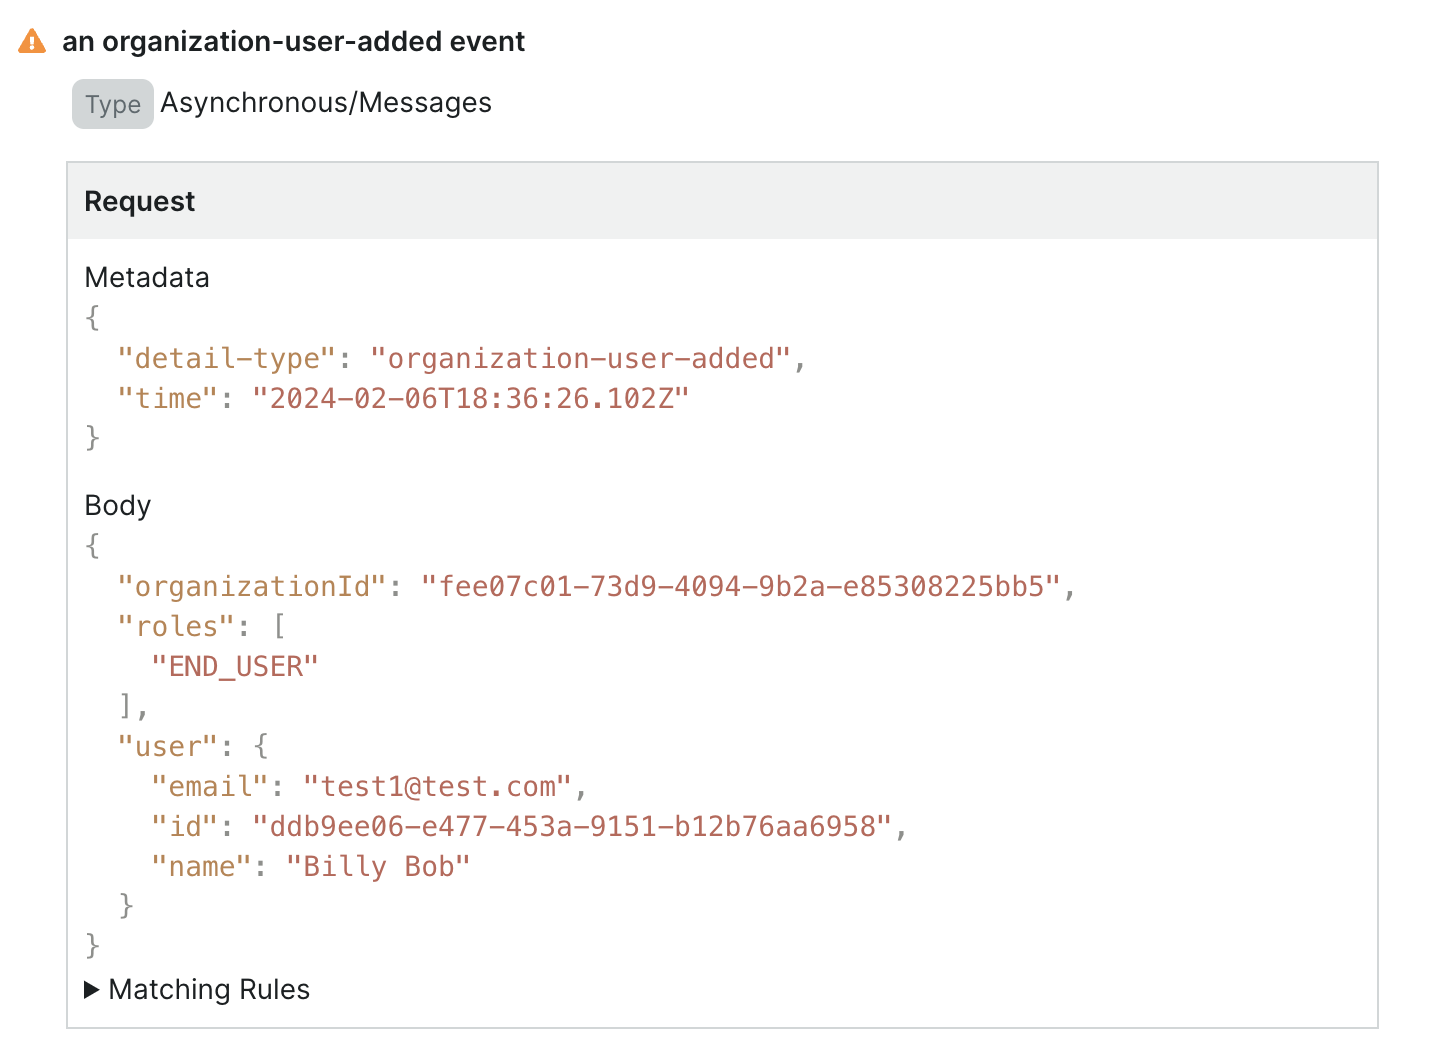 an organization-user-added event
Type Asynchronous/Messages
Request
Metadata
{
  "detail-type": "organization-user-added",
  "time": "2024-02-06T18:36:26.102Z"
}
Body
{
  "organizationId": "fee07c01-73d9-4094-9b2a-e85308225bb5",
  "roles": [
    "END_USER"
  ],
  "user": {
    "email": "test1@test.com",
    "id": "ddb9ee06-e477-453a-9151-b12b76aa6958",
    "name": "Billy Bob"
  }
}
Matching Rules